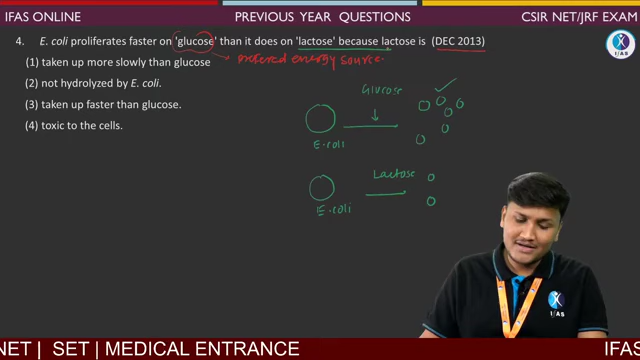 IFAS ONLINE PREVIOUS YEAR QUESTIONS CSIR NET/JRF EXAM
4. E. coli proliferates faster on 'glucose' than it does on 'lactose' because lactose is (DEC 2013)
(1) taken up more slowly than glucose
preferred energy source.
(2) not hydrolyzed by E. coli.
(3) taken up faster than glucose.
(4) toxic to the cells.
Glucose
E-coli
Lactose
E-coli
IFAS
iFAS
NET | SET | MEDICAL ENTRANCE IFAS